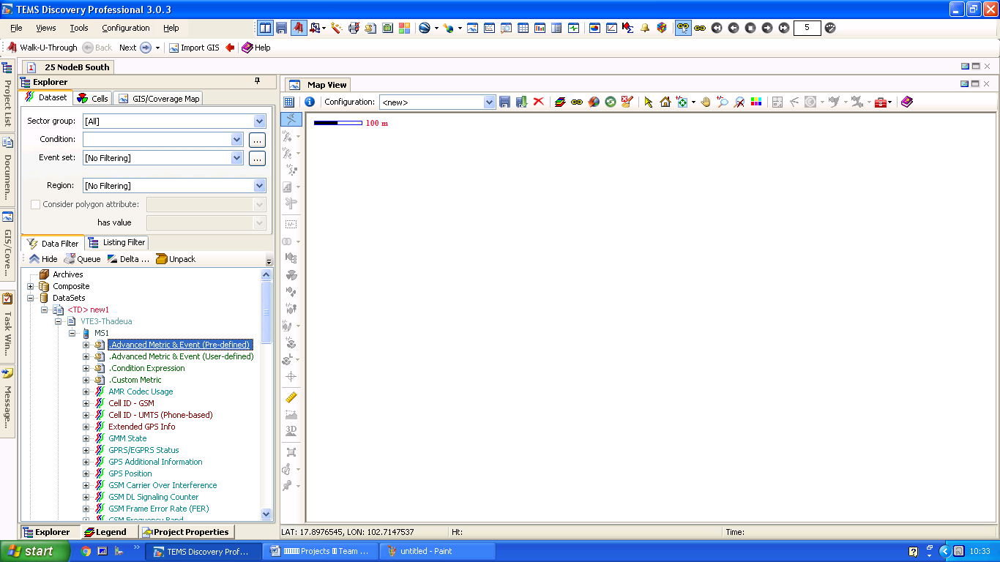 TEMS Discovery Professional 3.0.3
File Views Tools Configuration Help
5
Walk-U-Through Back Next Import GIS Help
25 NodeB South
Explorer
Dataset Cells GIS/Coverage Map
Sector group: [All]
Condition: ...
Event set: [No Filtering] ...
Region: [No Filtering]
Consider polygon attribute:
has value
Data Filter Listing Filter
Hide Queue Delta ... Unpack
Archives
Composite
DataSets
<TD> new1
VTE3-Thadeua
MS1
.Advanced Metric & Event (Pre-defined)
.Advanced Metric & Event (User-defined)
.Condition Expression
.Custom Metric
AMR Codec Usage
Cell ID - GSM
Cell ID - UMTS (Phone-based)
Extended GPS Info
GMM State
GPRS/EGPRS Status
GPS Additional Information
GPS Position
GSM Carrier Over Interference
GSM DL Signaling Counter
GSM Frame Error Rate (FER)
GSM Frequency Band
Explorer Legend Project Properties
Project List
Documen...
GIS/Cove...
Task Win...
Message...
Map View
Configuration: <new>
100 m
3D
LAT: 17.8976545, LON: 102.7147537 Ht: Time:
start TEMS Discovery Prof... Projects Team ... untitled - Paint 10:33